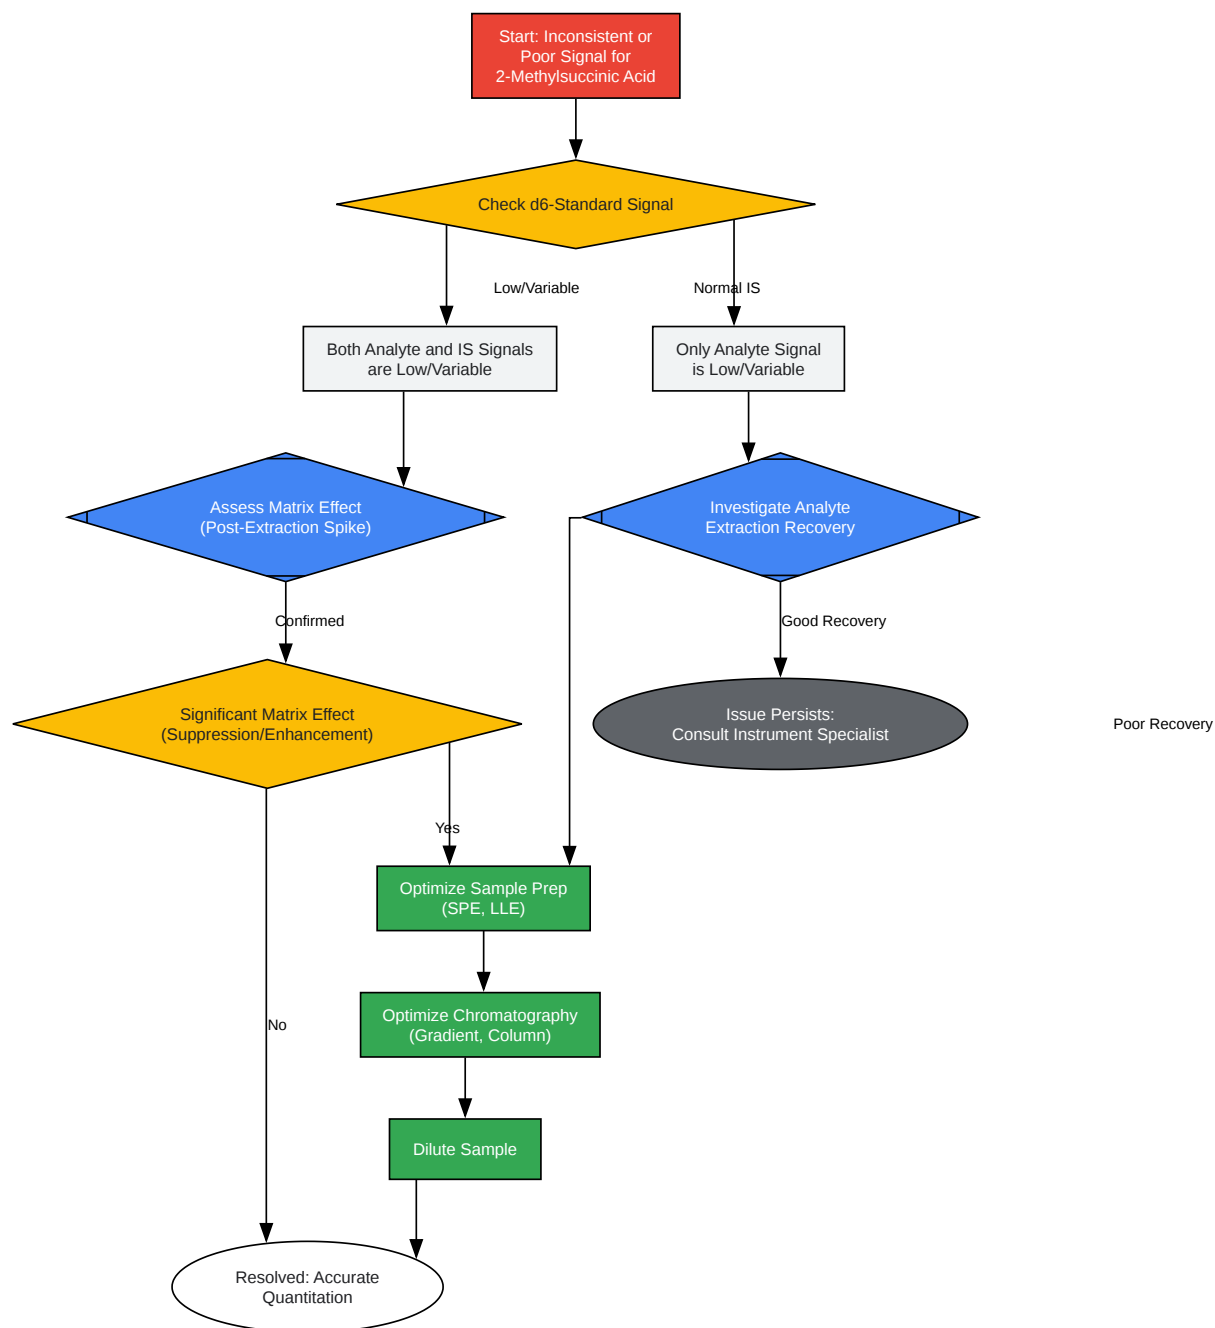 Start: Inconsistent or
Poor Signal for
2-Methylsuccinic Acid
Check d6-Standard Signal
Low/Variable
Normal IS
Both Analyte and IS Signals
are Low/Variable
Only Analyte Signal
is Low/Variable
Assess Matrix Effect
(Post-Extraction Spike)
Investigate Analyte
Extraction Recovery
Confirmed
Good Recovery
Significant Matrix Effect
(Suppression/Enhancement)
Issue Persists:
Consult Instrument Specialist
Poor Recovery
Yes
Optimize Sample Prep
(SPE, LLE)
No
Optimize Chromatography
(Gradient, Column)
Dilute Sample
Resolved: Accurate
Quantitation